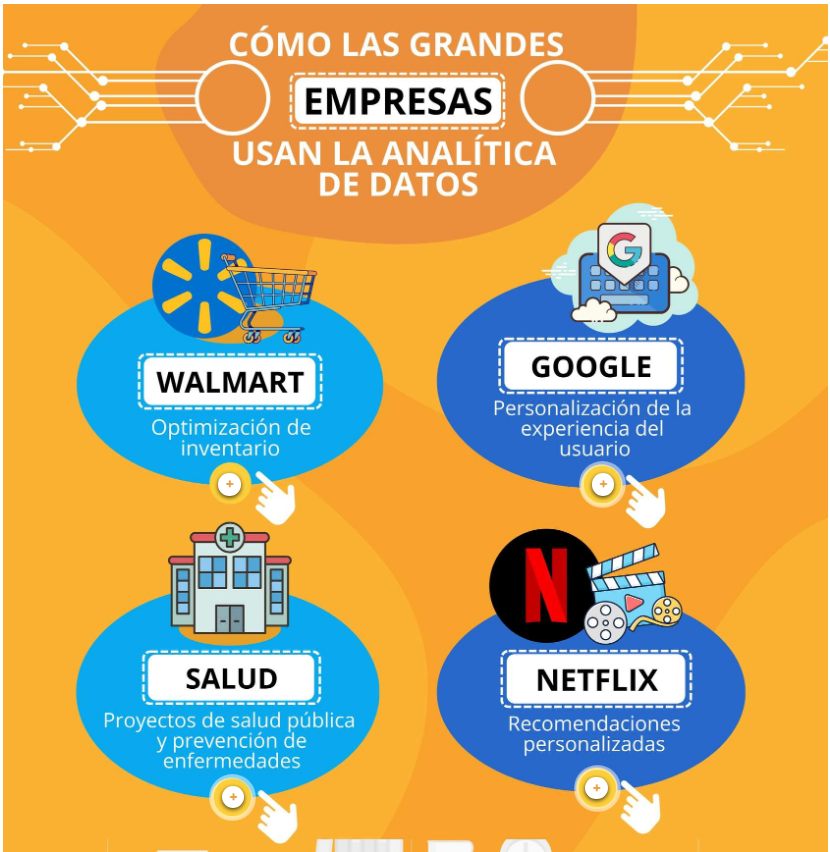 CÓMO LAS GRANDES
EMPRESAS
USAN LA ANALÍTICA
DE DATOS
WALMART
Optimización de
inventario
G
GOOGLE
Personalización de la
experiencia del
usuario
SALUD
Proyectos de salud pública
y prevención de
enfermedades
N
NETFLIX
Recomendaciones
personalizadas